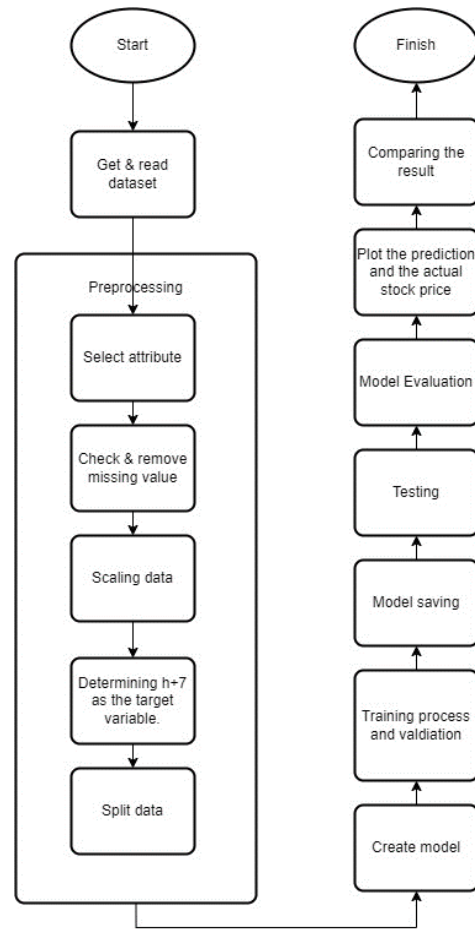 Start
Get & read
dataset
Preprocessing
Select attribute
Check & remove
missing value
Scaling data
Determining h+7
as the target
variable.
Split data
Create model
Training process
and valdiation
Model saving
Testing
Model Evaluation
Plot the prediction
and the actual
stock price
Comparing the
result
Finish